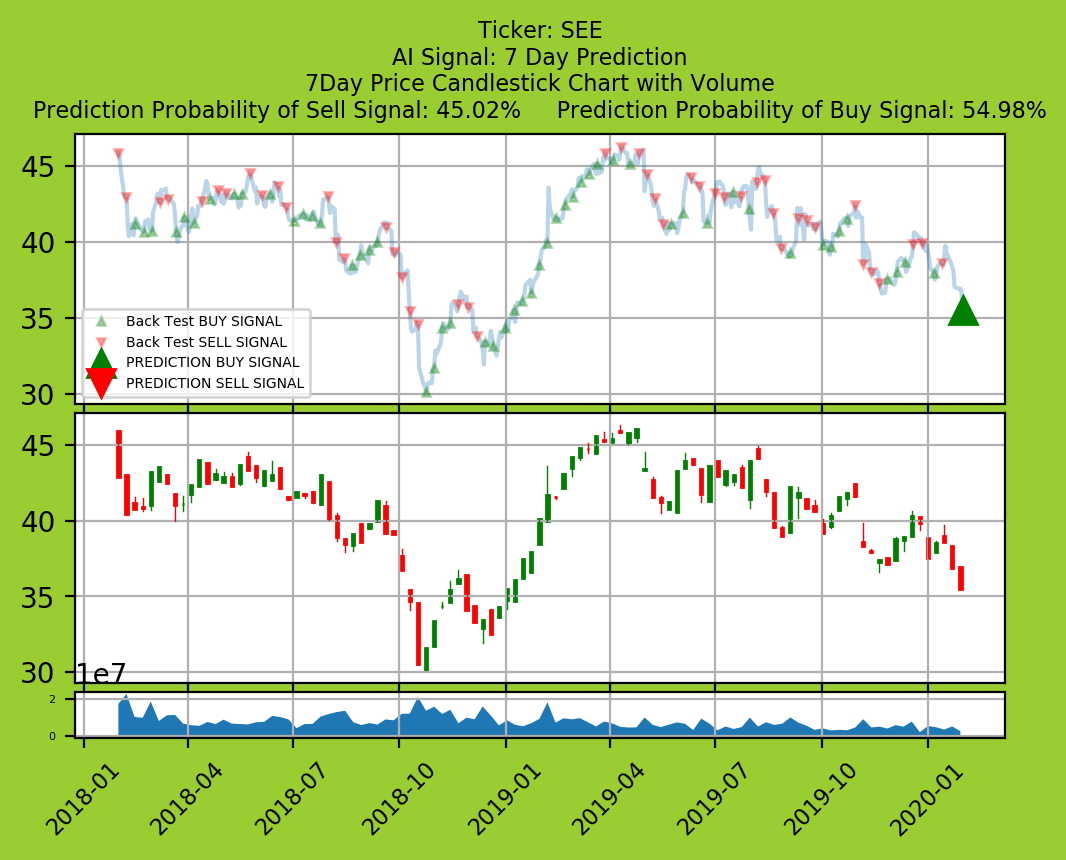 Ticker: SEE
AI Signal: 7 Day Prediction
7Day Price Candlestick Chart with Volume
Prediction Probability of Sell Signal: 45.02%     Prediction Probability of Buy Signal: 54.98%
45
40
35
30
Back Test BUY SIGNAL
Back Test SELL SIGNAL
PREDICTION BUY SIGNAL
PREDICTION SELL SIGNAL
45
40
35
30
1e7
2
0
2018-01
2018-04
2018-07
2018-10
2019-01
2019-04
2019-07
2019-10
2020-01